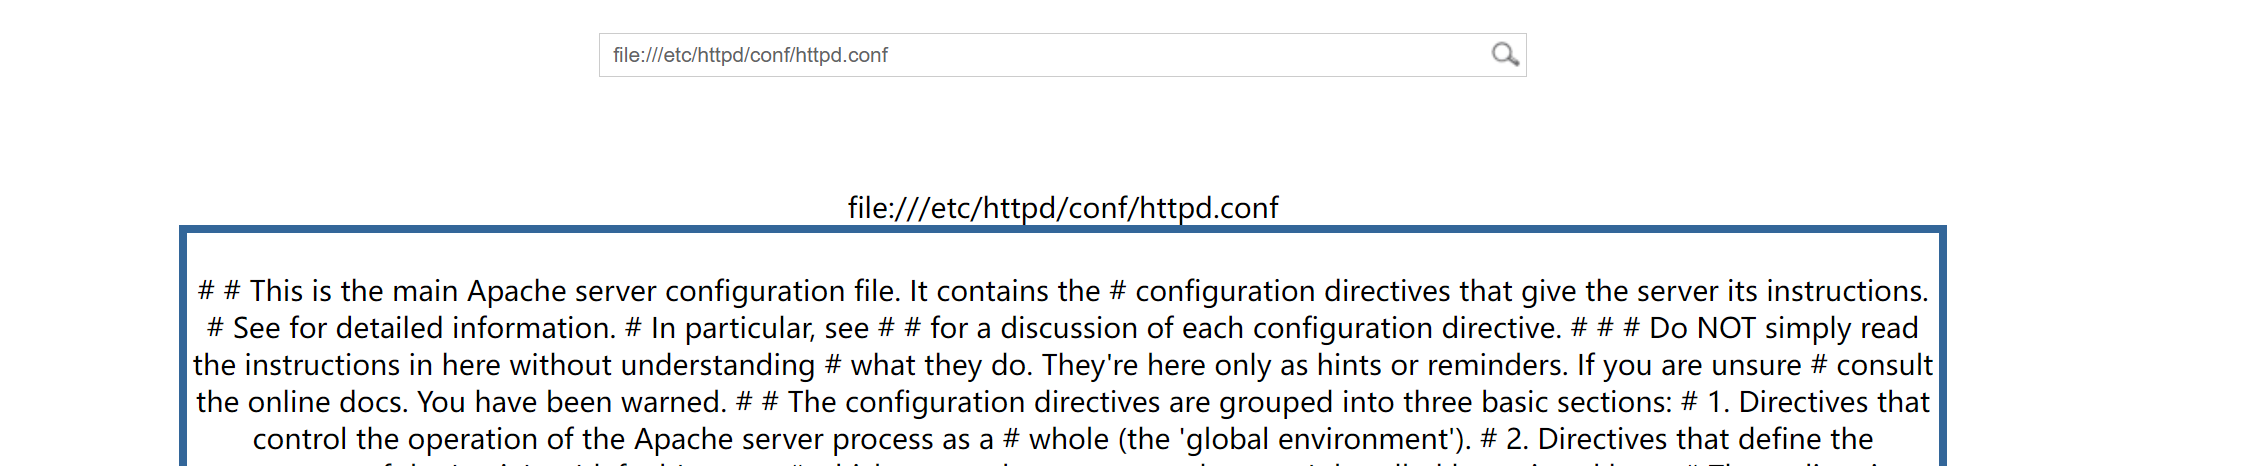 file:///etc/httpd/conf/httpd.conf
file:///etc/httpd/conf/httpd.conf
# # This is the main Apache server configuration file. It contains the # configuration directives that give the server its instructions.
# See for detailed information. # In particular, see # # for a discussion of each configuration directive. # # # Do NOT simply read
the instructions in here without understanding # what they do. They're here only as hints or reminders. If you are unsure # consult
the online docs. You have been warned. # # The configuration directives are grouped into three basic sections: # 1. Directives that
control the operation of the Apache server process as a # whole (the 'global environment'). # 2. Directives that define the